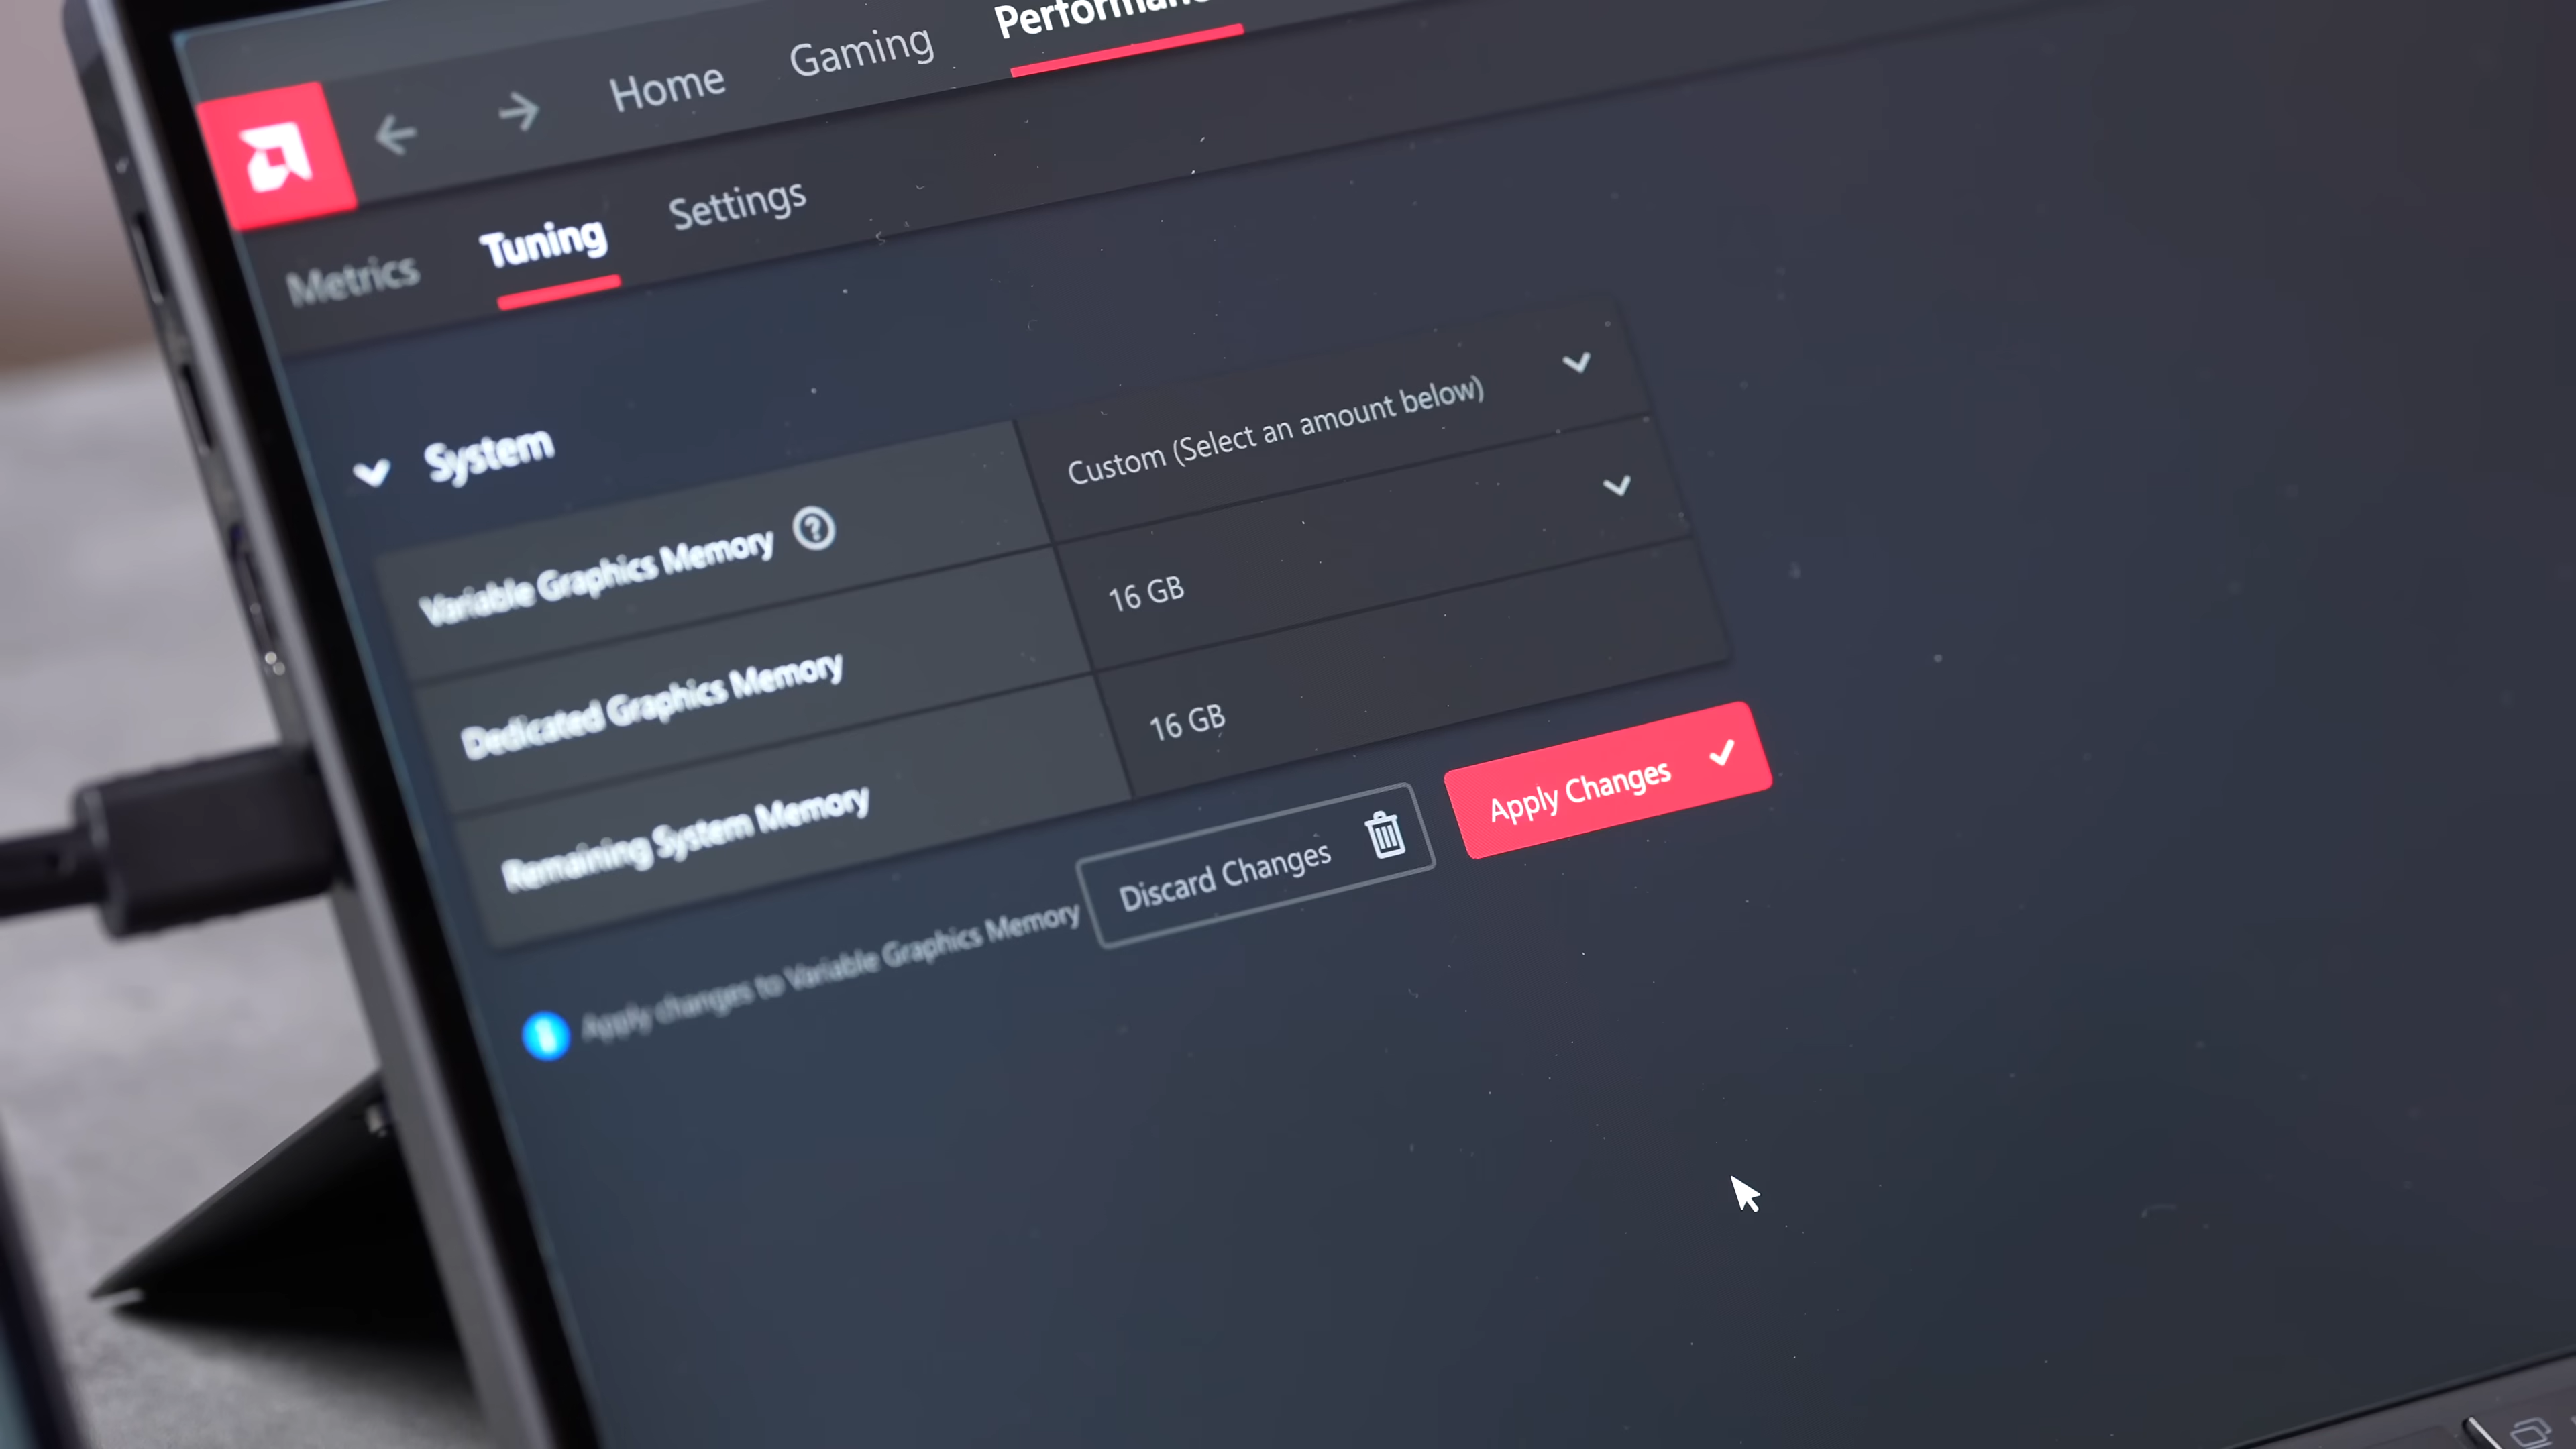 Home Gaming Performanc
Metrics Tuning Settings
System
Variable Graphics Memory ? Custom (Select an amount below)
Dedicated Graphics Memory 16 GB
Remaining System Memory 16 GB
Apply changes to Variable Graphics Memory Discard Changes Apply Changes